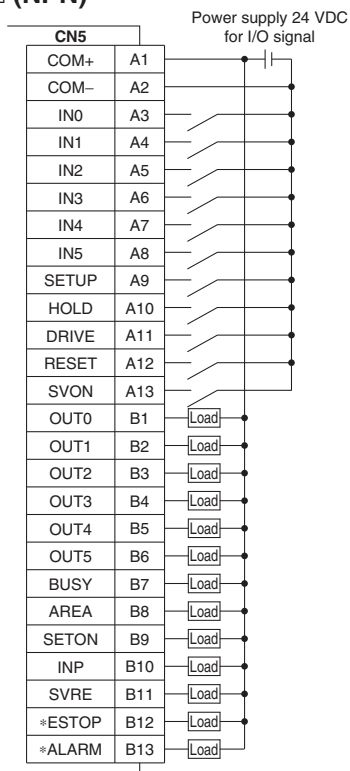 (NPN)
Power supply 24 VDC
for I/O signal
CN5
COM+ A1
COM− A2
IN0 A3
IN1 A4
IN2 A5
IN3 A6
IN4 A7
IN5 A8
SETUP A9
HOLD A10
DRIVE A11
RESET A12
SVON A13
OUT0 B1 Load
OUT1 B2 Load
OUT2 B3 Load
OUT3 B4 Load
OUT4 B5 Load
OUT5 B6 Load
BUSY B7 Load
AREA B8 Load
SETON B9 Load
INP B10 Load
SVRE B11 Load
∗ESTOP B12 Load
∗ALARM B13 Load